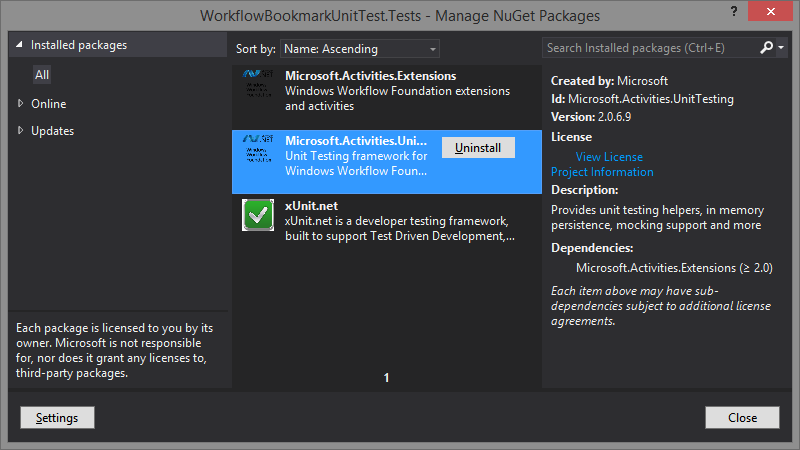 WorkflowBookmarkUnitTest.Tests - Manage NuGet Packages
? ✕
Installed packages
All
Online
Updates
Each package is licensed to you by its
owner. Microsoft is not responsible
for, nor does it grant any licenses to,
third-party packages.
Settings
Sort by: Name: Ascending
Microsoft.Activities.Extensions
Windows Workflow Foundation extensions
and activities
Microsoft.Activities.Uni...
Unit Testing framework for
Windows Workflow Foun...
Uninstall
xUnit.net
xUnit.net is a developer testing framework,
built to support Test Driven Development,...
1
Search Installed packages (Ctrl+E)
Created by: Microsoft
Id: Microsoft.Activities.UnitTesting
Version: 2.0.6.9
License
View License
Project Information
Description:
Provides unit testing helpers, in memory
persistence, mocking support and more
Dependencies:
Microsoft.Activities.Extensions (≥ 2.0)
Each item above may have sub-
dependencies subject to additional license
agreements.
Close